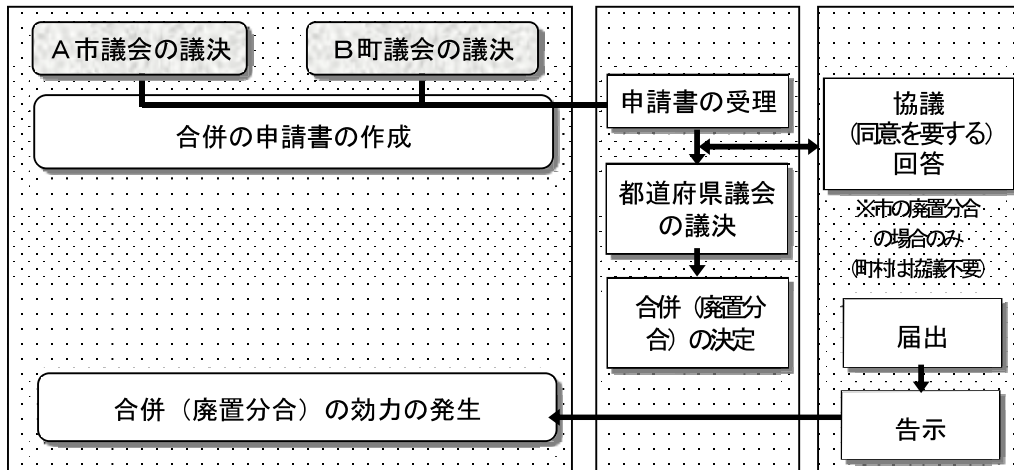 A市議会の議決
B町議会の議決
合併の申請書の作成
申請書の受理
協議
(同意を要する)
回答
※市の廃置分合
の場合のみ
(町村は協議不要)
都道府県議会
の議決
合併（廃置分
合）の決定
届出
合併（廃置分合）の効力の発生
告示